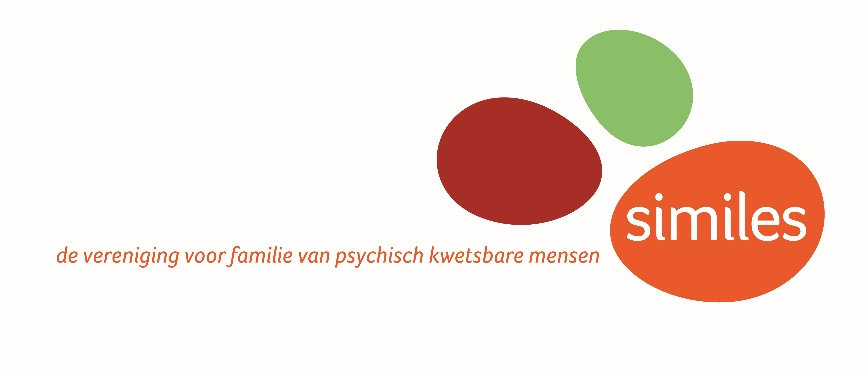 similes
de vereniging voor familie van psychisch kwetsbare mensen